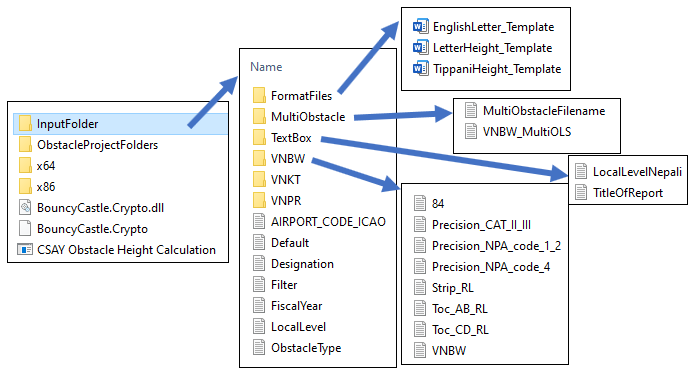 InputFolder
ObstacleProjectFolders
x64
x86
BouncyCastle.Crypto.dll
BouncyCastle.Crypto
CSAY Obstacle Height Calculation
Name
FormatFiles
MultiObstacle
TextBox
VNBW
VNKT
VNPR
AIRPORT_CODE_ICAO
Default
Designation
Filter
FiscalYear
LocalLevel
ObstacleType
EnglishLetter_Template
LetterHeight_Template
TippaniHeight_Template
MultiObstacleFilename
VNBW_MultiOLS
LocalLevelNepali
TitleOfReport
84
Precision_CAT_II_III
Precision_NPA_code_1_2
Precision_NPA_code_4
Strip_RL
Toc_AB_RL
Toc_CD_RL
VNBW